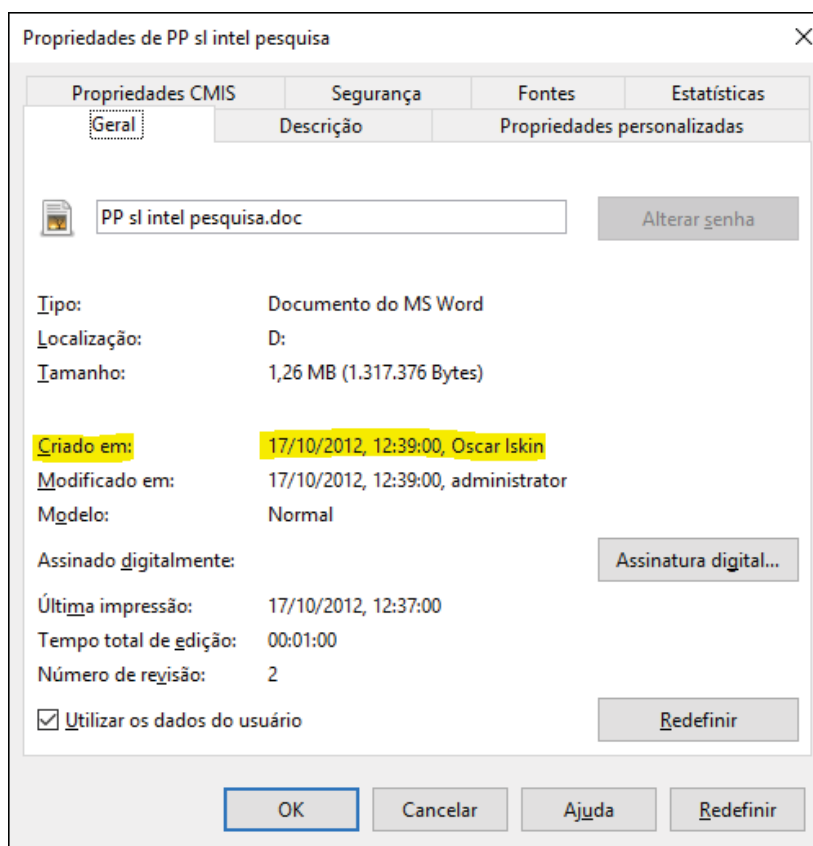 Propriedades de PP sl intel pesquisa
Propriedades CMIS Segurança Fontes Estatísticas
Geral Descrição Propriedades personalizadas
PP sl intel pesquisa.doc Alterar senha
Tipo: Documento do MS Word
Localização: D:
Tamanho: 1,26 MB (1.317.376 Bytes)
Criado em: 17/10/2012, 12:39:00, Oscar Iskin
Modificado em: 17/10/2012, 12:39:00, administrator
Modelo: Normal
Assinado digitalmente: Assinatura digital...
Última impressão: 17/10/2012, 12:37:00
Tempo total de edição: 00:01:00
Número de revisão: 2
Utilizar os dados do usuário Redefinir
OK Cancelar Ajuda Redefinir